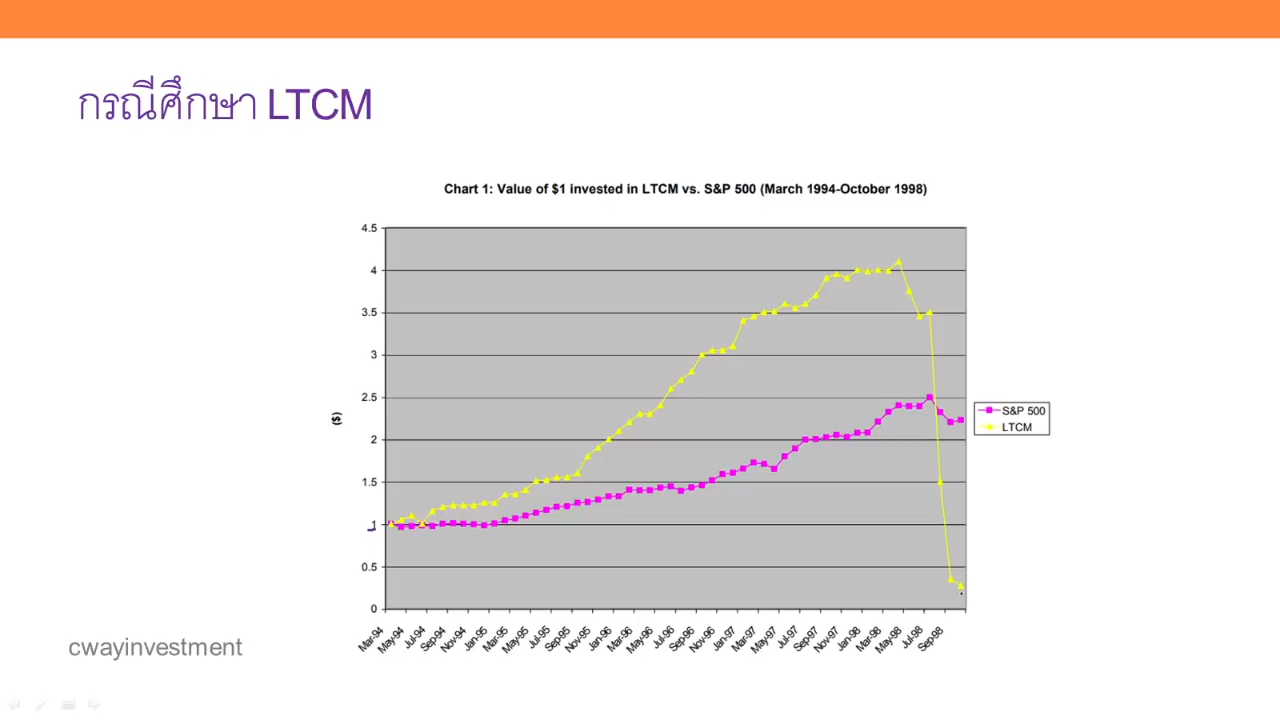 กรณีศึกษา LTCM
Chart 1: Value of $1 invested in LTCM vs. S&P 500 (March 1994-October 1998)
4.5
4
3.5
3
2.5
2
1.5
1
0.5
0
($)
S&P 500
LTCM
Mar-94 May-94 Jul-94 Sep-94 Nov-94 Jan-95 Mar-95 May-95 Jul-95 Sep-95 Nov-95 Jan-96 Mar-96 May-96 Jul-96 Sep-96 Nov-96 Jan-97 Mar-97 May-97 Jul-97 Sep-97 Nov-97 Jan-98 Mar-98 May-98 Jul-98 Sep-98
cwayinvestment